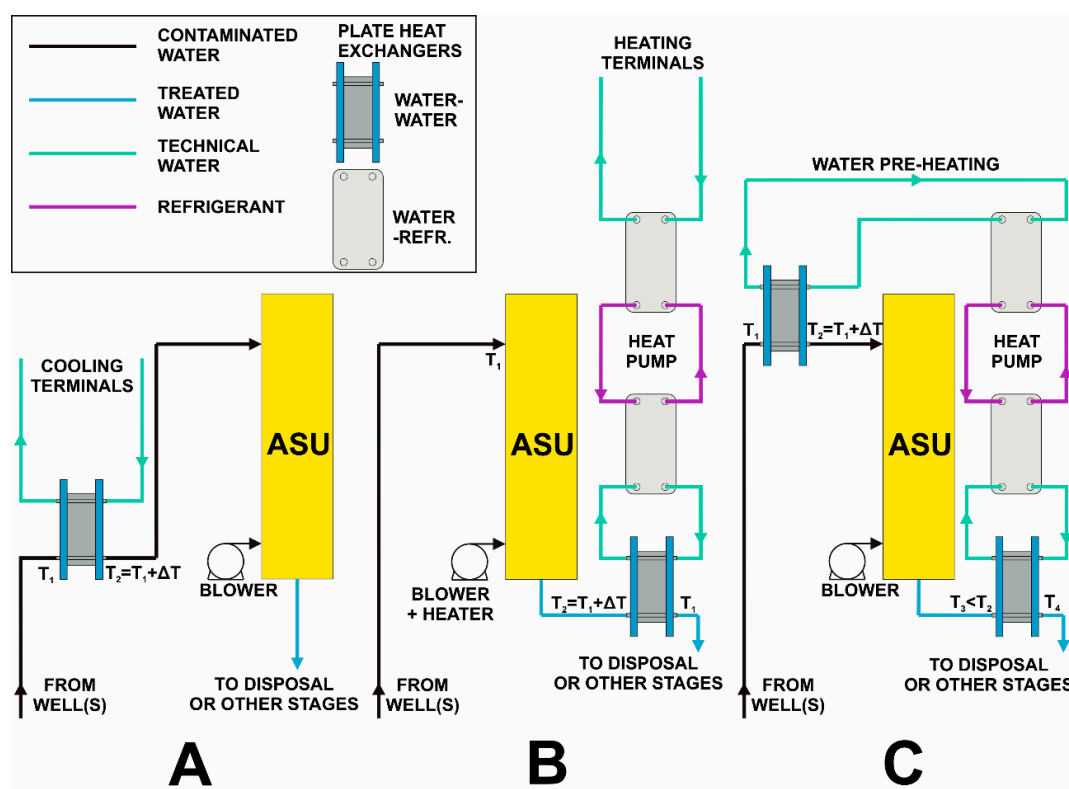 CONTAMINATED
WATER
TREATED
WATER
TECHNICAL
WATER
REFRIGERANT
PLATE HEAT
EXCHANGERS
WATER-
WATER
WATER
-REFR.
COOLING
TERMINALS
T1
T2=T1+ΔT
ASU
BLOWER
FROM
WELL(S)
TO DISPOSAL
OR OTHER STAGES
A
HEATING
TERMINALS
T1
ASU
HEAT
PUMP
BLOWER
+ HEATER
T2=T1+ΔT
T1
FROM
WELL(S)
TO DISPOSAL
OR OTHER STAGES
B
WATER PRE-HEATING
T1
T2=T1+ΔT
HEAT
PUMP
ASU
BLOWER
T3<T2
T4
FROM
WELL(S)
TO DISPOSAL
OR OTHER STAGES
C